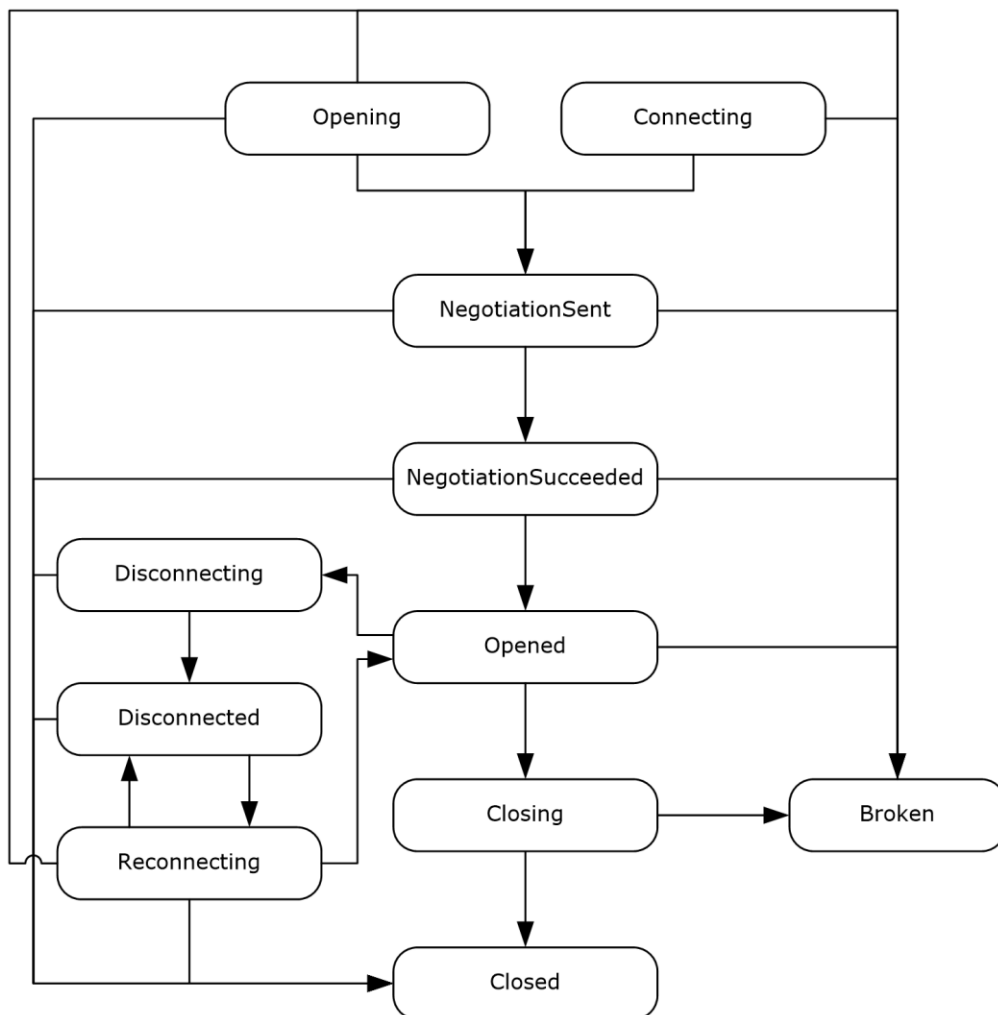 Opening
Connecting
NegotiationSent
NegotiationSucceeded
Disconnecting
Opened
Disconnected
Closing
Broken
Reconnecting
Closed